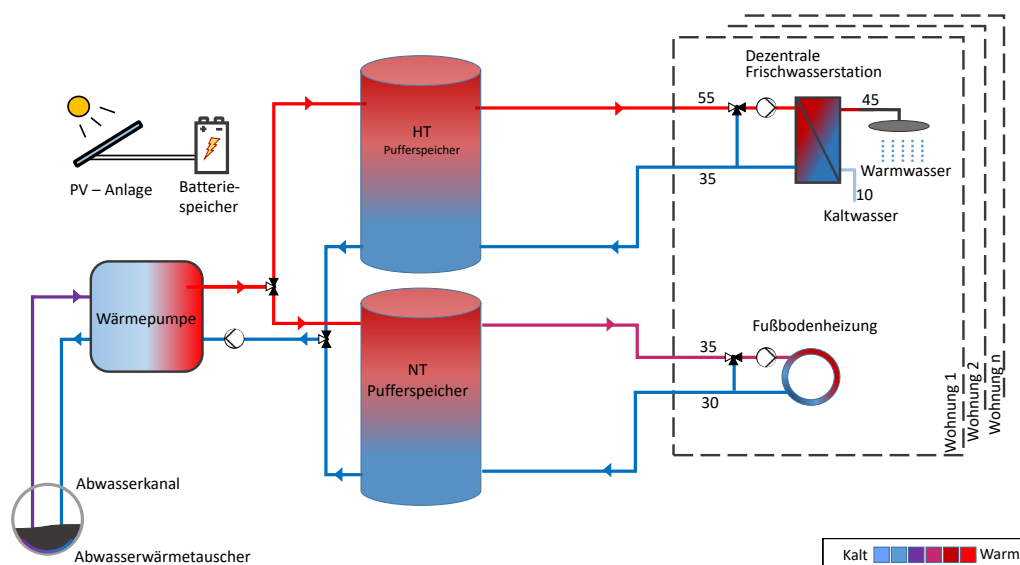 Dezentrale
Frischwasserstation
55
45
HT
Pufferspeicher
PV – Anlage
Batterie-
speicher
35
Warmwasser
10
Kaltwasser
Wärmepumpe
NT
Pufferspeicher
Fußbodenheizung
35
30
Wohnung 1
Wohnung 2
Wohnung n
Abwasserkanal
Abwasserwärmetauscher
Kalt
Warm